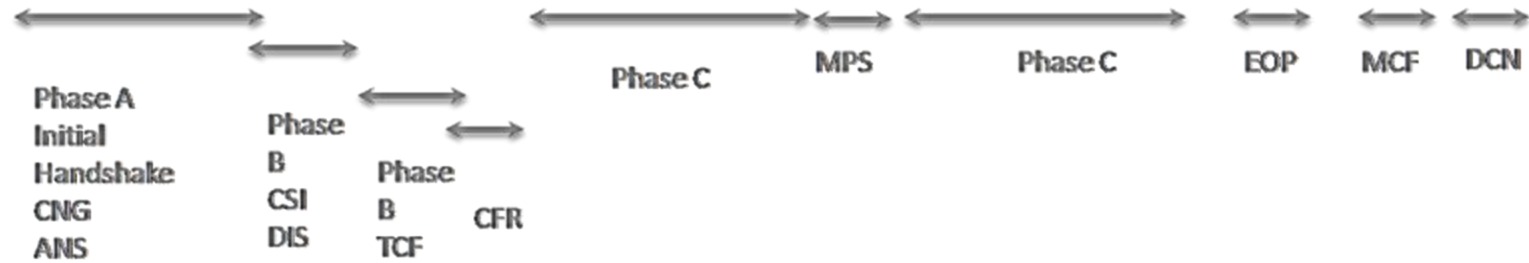 Phase A
Initial
Handshake
CNG
ANS
Phase
B
CSI
DIS
Phase
B
TCF
CFR
Phase C
MPS
Phase C
EOP
MCF
DCN